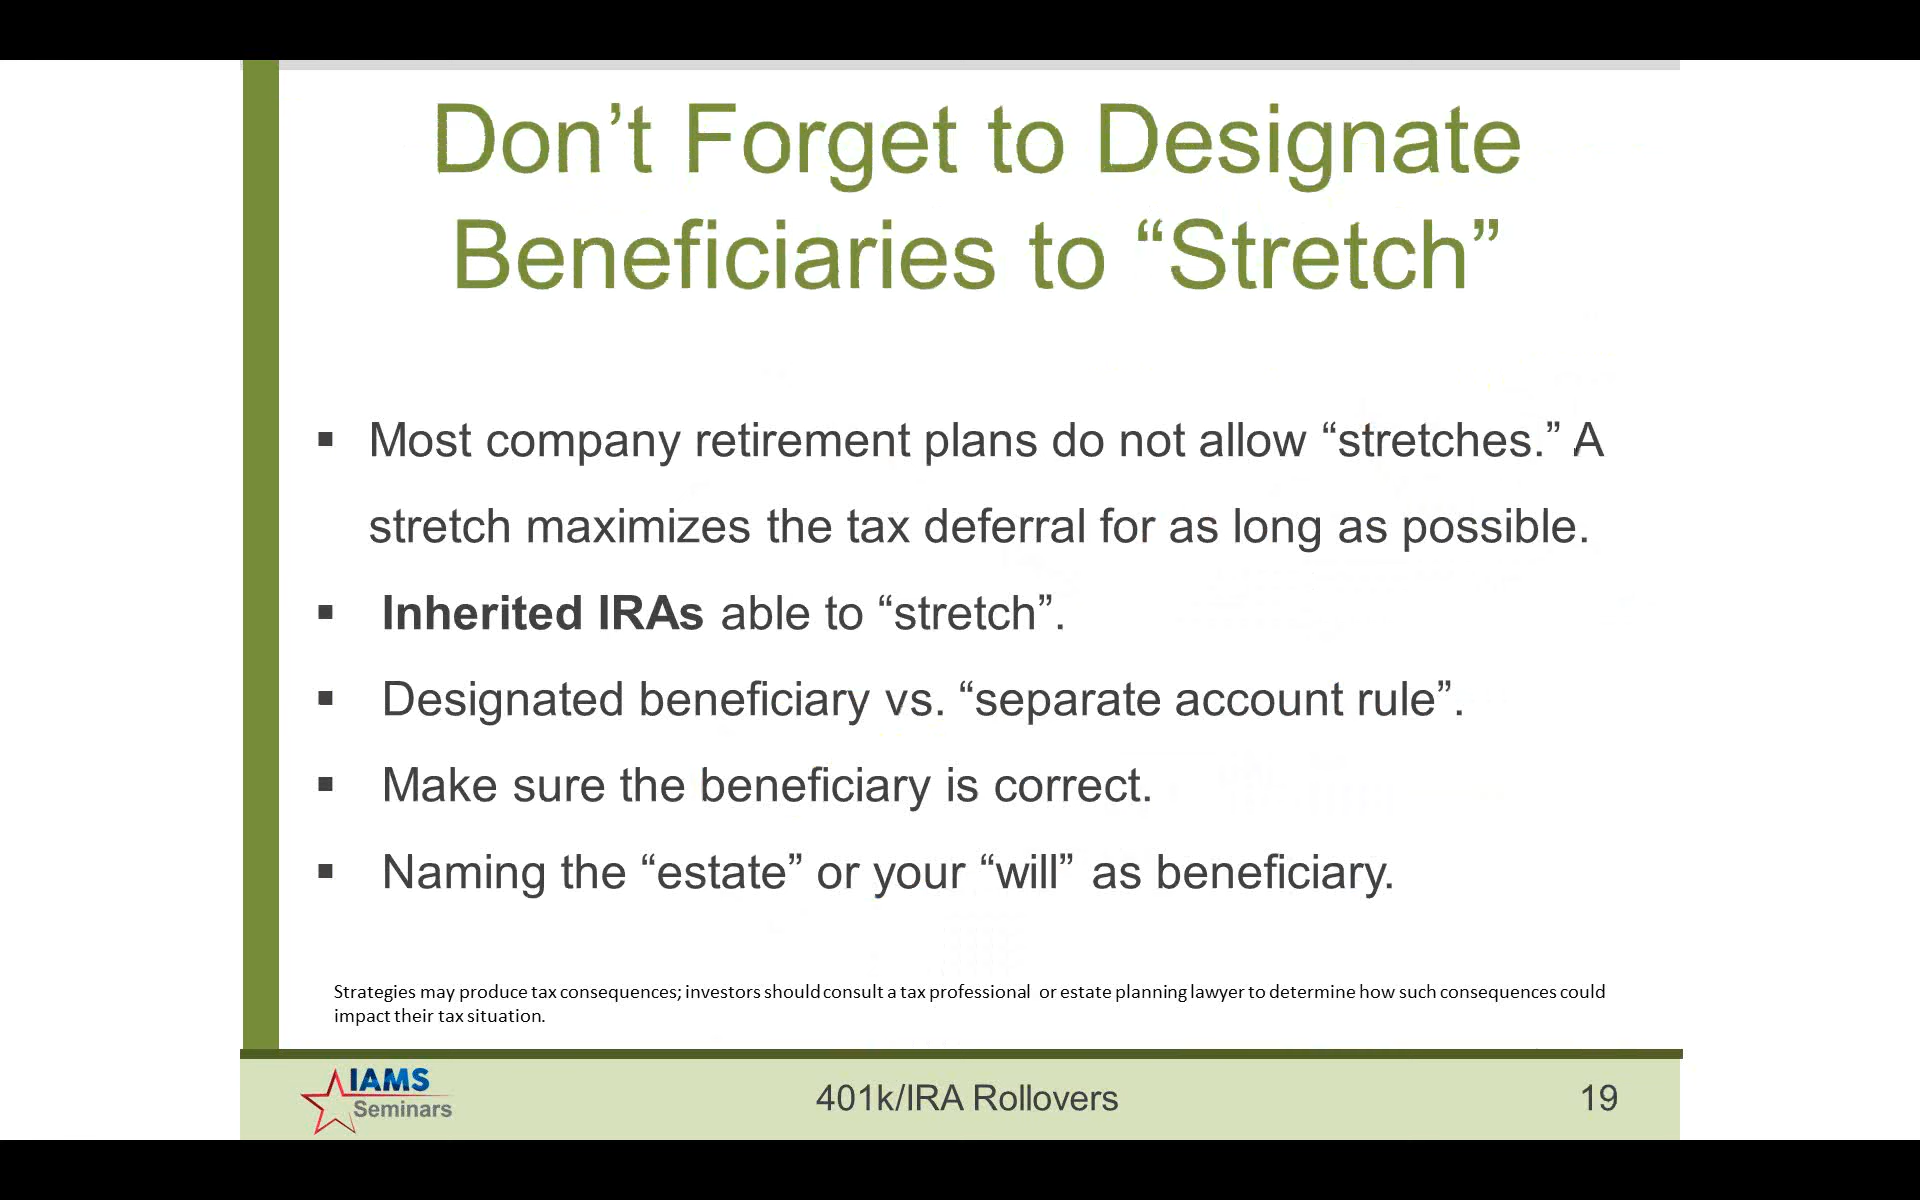 Don’t Forget to Designate
Beneficiaries to “Stretch”
▪ Most company retirement plans do not allow “stretches.” A
stretch maximizes the tax deferral for as long as possible.
▪ Inherited IRAs able to “stretch”.
▪ Designated beneficiary vs. “separate account rule”.
▪ Make sure the beneficiary is correct.
▪ Naming the “estate” or your “will” as beneficiary.
Strategies may produce tax consequences; investors should consult a tax professional or estate planning lawyer to determine how such consequences could
impact their tax situation.
IAMS
Seminars
401k/IRA Rollovers
19